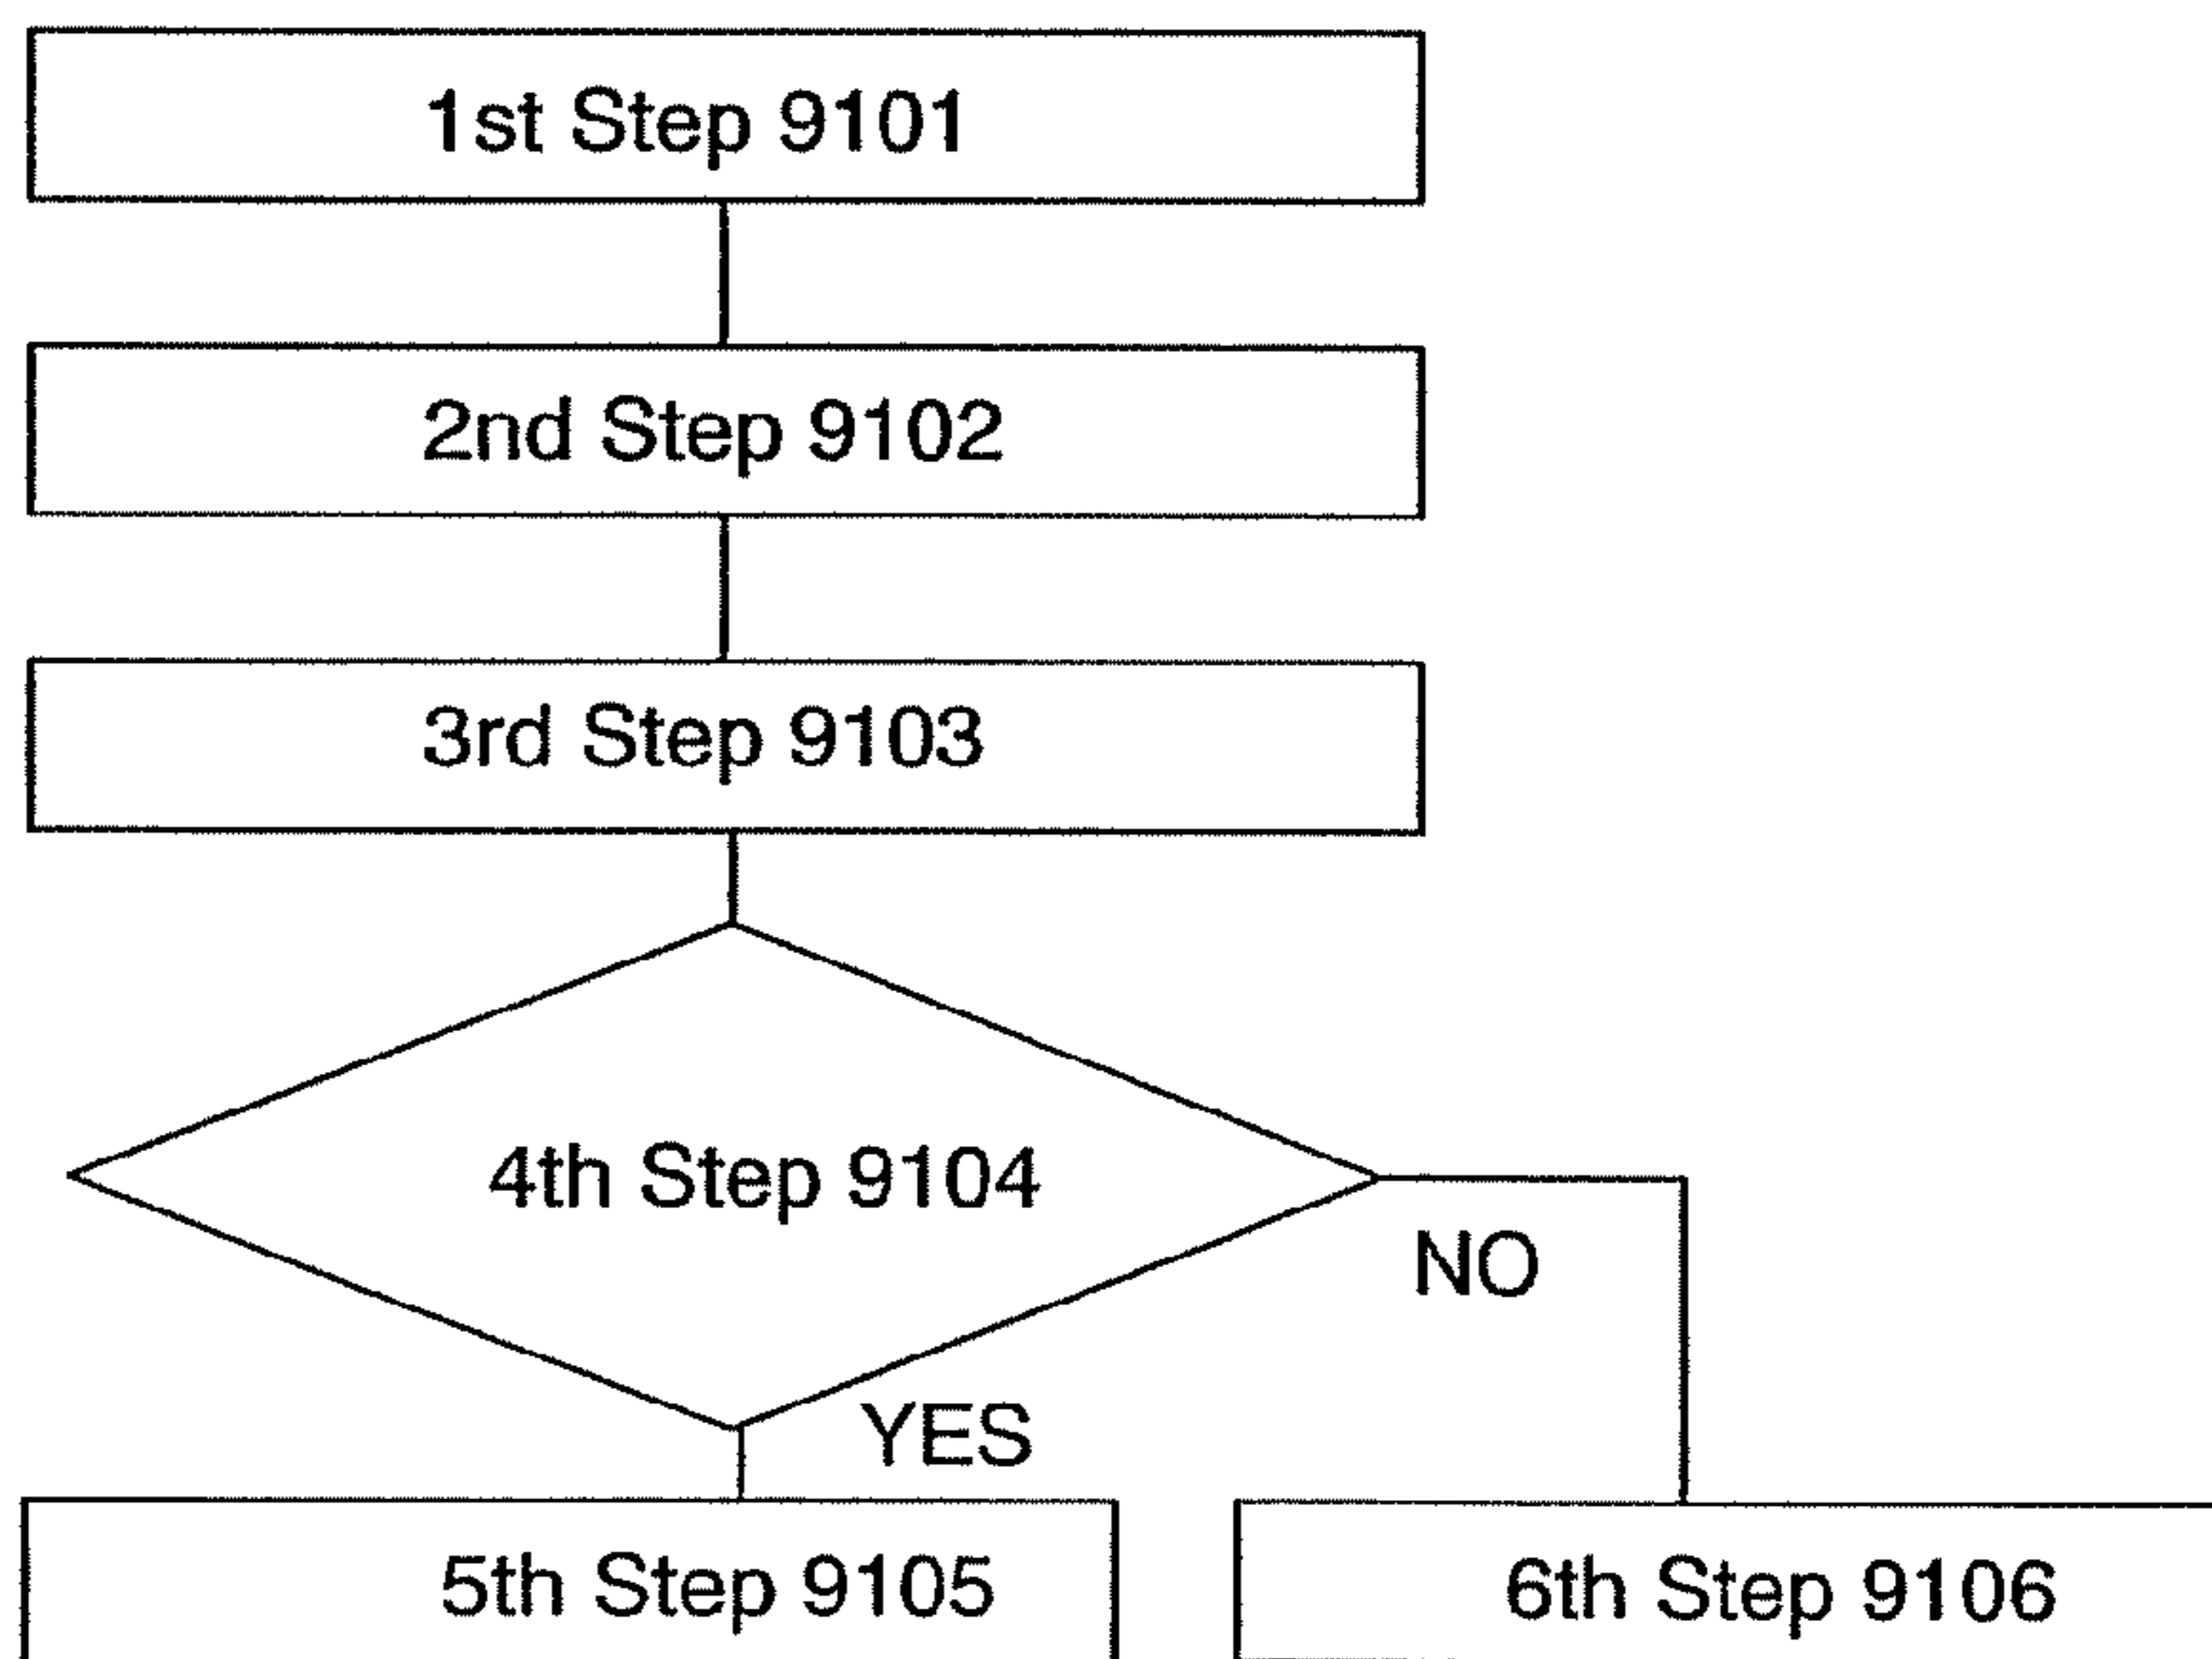 1st Step 9101
2nd Step 9102
3rd Step 9103
4th Step 9104
NO
YES
5th Step 9105
6th Step 9106